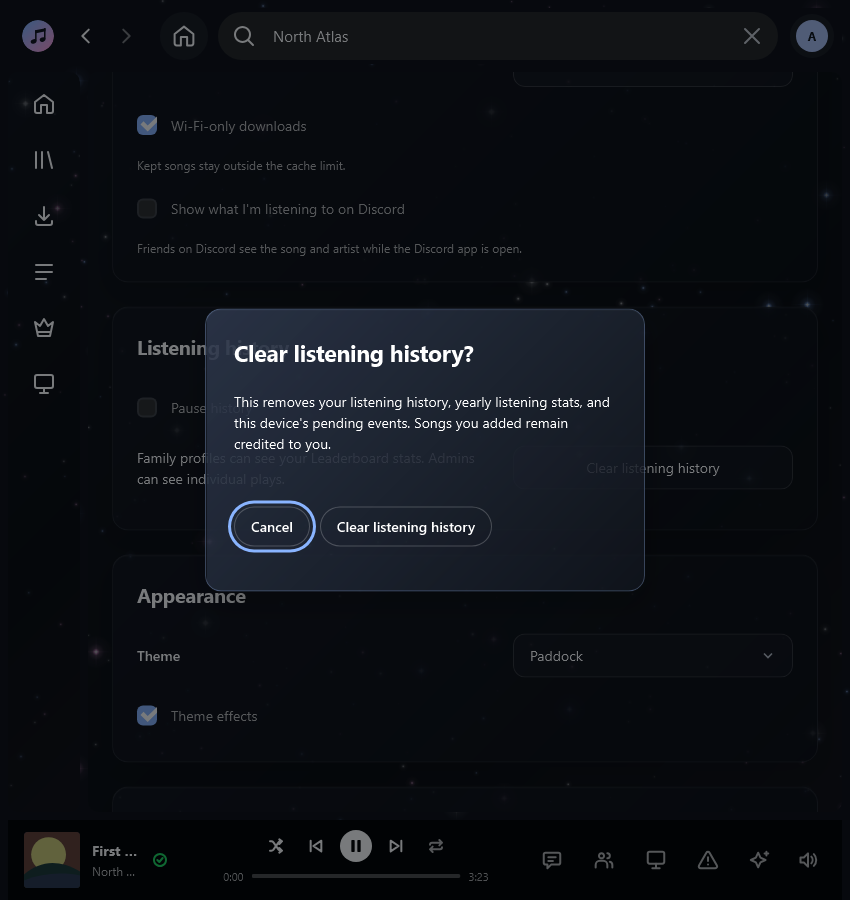 North Atlas
A
Wi-Fi-only downloads
Kept songs stay outside the cache limit.
Show what I'm listening to on Discord
Friends on Discord see the song and artist while the Discord app is open.
Listening history
Clear listening history?
Pause history
This removes your listening history, yearly listening stats, and
this device's pending events. Songs you added remain
credited to you.
Family profiles can see your Leaderboard stats. Admins
can see individual plays.
Clear listening history
Cancel
Clear listening history
Appearance
Theme
Paddock
Theme effects
First ...
North ...
0:00
3:23